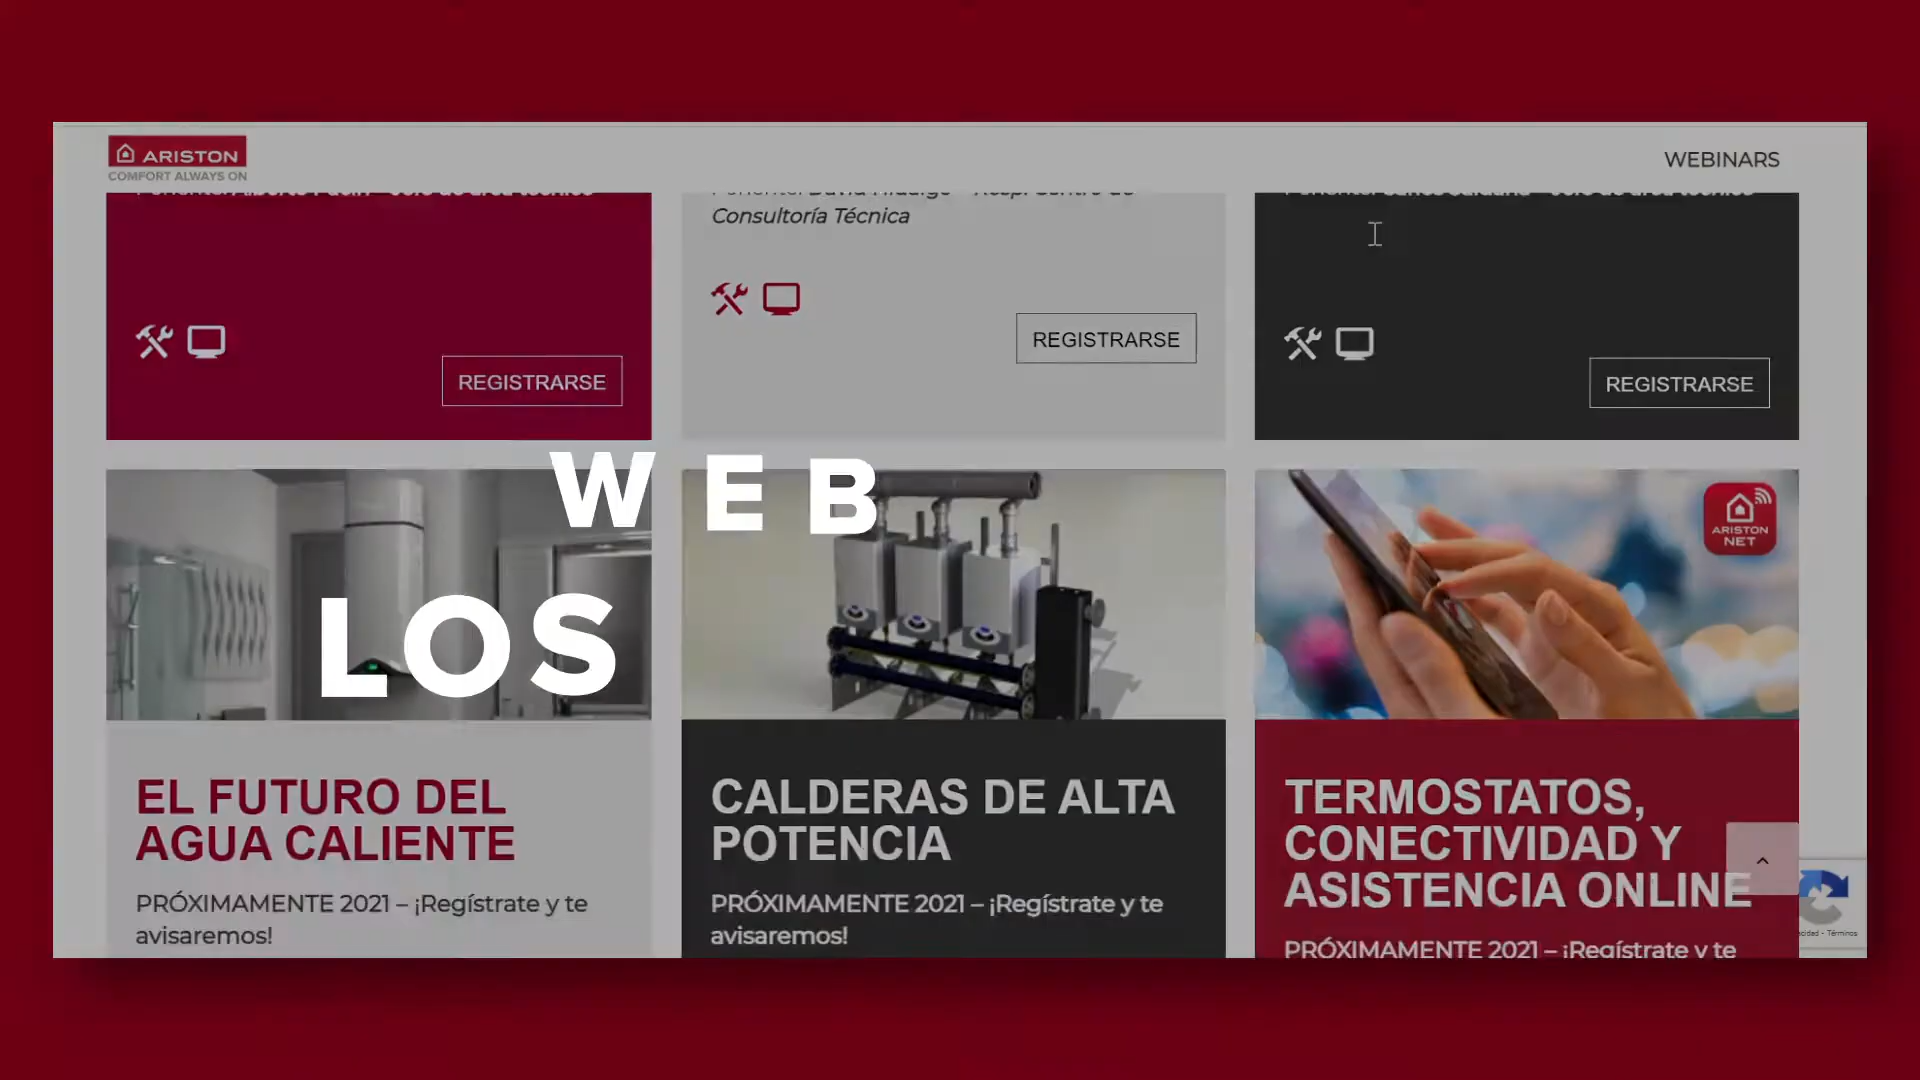 ARISTON
COMFORT ALWAYS ON
WEBINARS
Consultoría Técnica
REGISTRARSE
REGISTRARSE
REGISTRARSE
WEB
LOS
ARISTON
NET
EL FUTURO DEL
AGUA CALIENTE
PRÓXIMAMENTE 2021 – ¡Regístrate y te
avisaremos!
CALDERAS DE ALTA
POTENCIA
PRÓXIMAMENTE 2021 – ¡Regístrate y te
avisaremos!
TERMOSTATOS,
CONECTIVIDAD Y
ASISTENCIA ONLINE
PRÓXIMAMENTE 2021 – ¡Regístrate y te
Términos